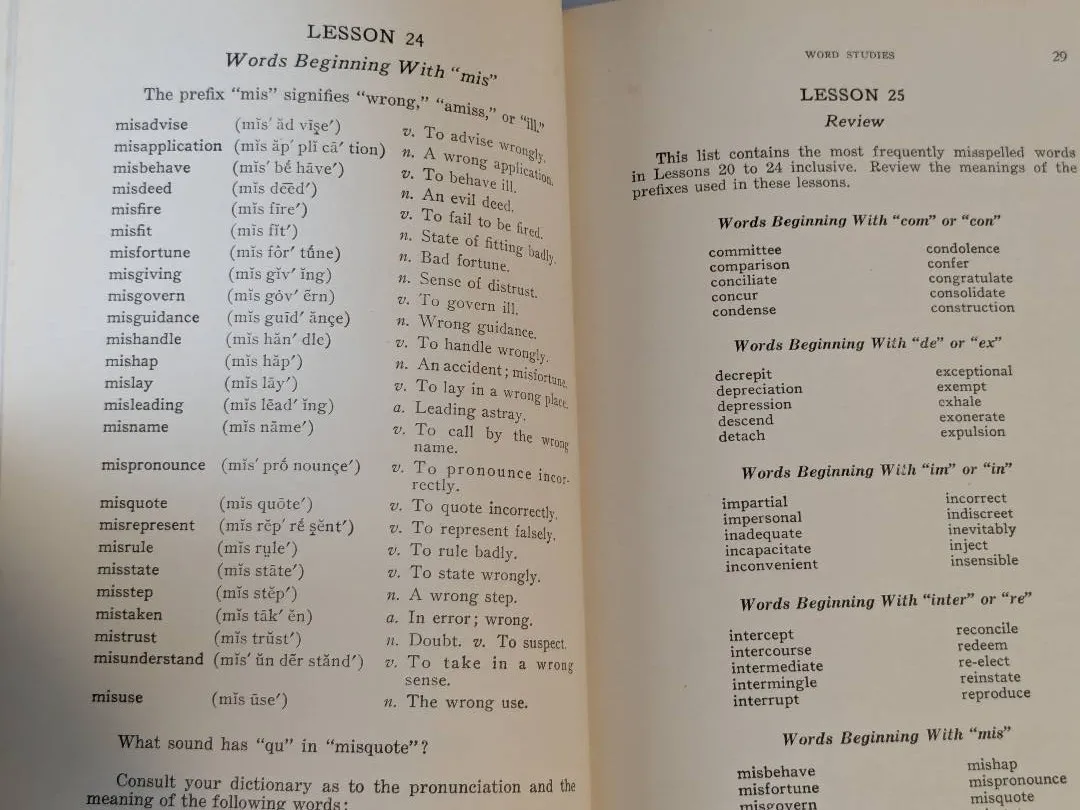 LESSON 24
Words Beginning With “mis”
The prefix “mis” signifies “wrong,” “amiss,” or “ill.”
misadvise (mĭs′ ăd vīşe′) v. To advise wrongly.
misapplication (mĭs ăp′ plĭ cā′ tion) n. A wrong application.
misbehave (mĭs′ bē̍ hāve′) v. To behave ill.
misdeed (mĭs dēēd′) n. An evil deed.
misfire (mĭs fīre′) v. To fail to be fired.
misfit (mĭs fĭt′) n. State of fitting badly.
misfortune (mĭs fôr′ tū̍ne) n. Bad fortune.
misgiving (mĭs gĭv′ ĭng) n. Sense of distrust.
misgovern (mĭs gȯv′ ẽrn) v. To govern ill.
misguidance (mĭs guīd′ ănçe) n. Wrong guidance.
mishandle (mĭs hăn′ dle) v. To handle wrongly.
mishap (mĭs hăp′) n. An accident; misfortune.
mislay (mĭs lāy′) v. To lay in a wrong place.
misleading (mĭs lēad′ ĭng) a. Leading astray.
misname (mĭs nāme′) v. To call by the wrong
name.
mispronounce (mĭs′ prō̍ nounçe′) v. To pronounce incor-
rectly.
misquote (mĭs quōte′) v. To quote incorrectly.
misrepresent (mĭs rĕp′ rē̍ şĕnt′) v. To represent falsely.
misrule (mĭs rụle′) v. To rule badly.
misstate (mĭs stāte′) v. To state wrongly.
misstep (mĭs stĕp′) n. A wrong step.
mistaken (mĭs tāk′ ĕn) a. In error; wrong.
mistrust (mĭs trŭst′) n. Doubt. v. To suspect.
misunderstand (mĭs′ ŭn dẽr stănd′) v. To take in a wrong
sense.
misuse (mĭs ūse′) n. The wrong use.
What sound has “qu” in “misquote”?
Consult your dictionary as to the pronunciation and the
meaning of the following words:
WORD STUDIES 29
LESSON 25
Review
This list contains the most frequently misspelled words
in Lessons 20 to 24 inclusive. Review the meanings of the
prefixes used in these lessons.
Words Beginning With “com” or “con”
committee condolence
comparison confer
conciliate congratulate
concur consolidate
condense construction
Words Beginning With “de” or “ex”
decrepit exceptional
depreciation exempt
depression exhale
descend exonerate
detach expulsion
Words Beginning With “im” or “in”
impartial incorrect
impersonal indiscreet
inadequate inevitably
incapacitate inject
inconvenient insensible
Words Beginning With “inter” or “re”
intercept reconcile
intercourse redeem
intermediate re-elect
intermingle reinstate
interrupt reproduce
Words Beginning With “mis”
misbehave mishap
misfortune mispronounce
misgovern misquote